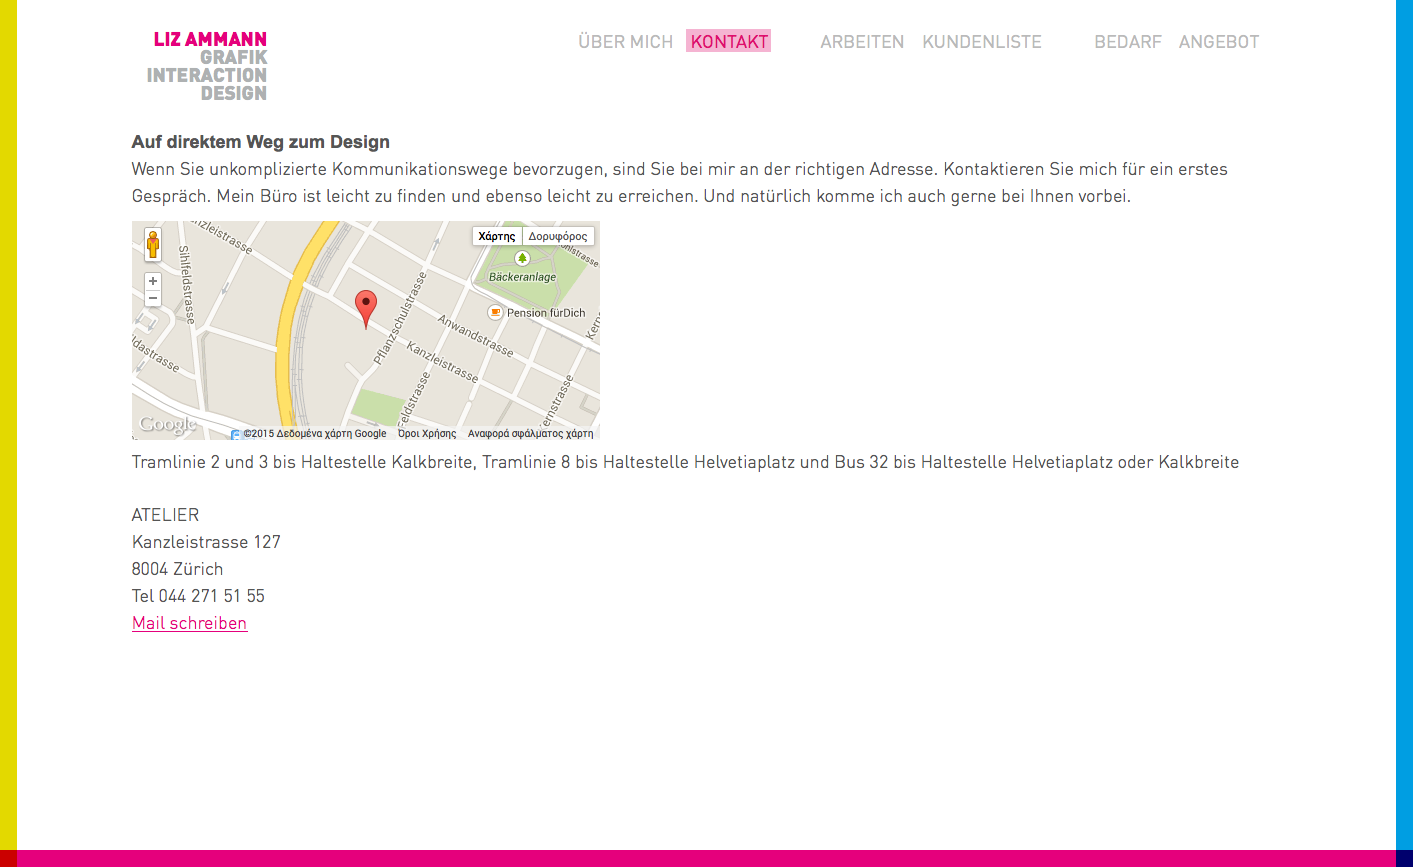 LIZ AMMANN
GRAFIK
INTERACTION
DESIGN
ÜBER MICH KONTAKT ARBEITEN KUNDENLISTE BEDARF ANGEBOT
Auf direktem Weg zum Design
Wenn Sie unkomplizierte Kommunikationswege bevorzugen, sind Sie bei mir an der richtigen Adresse. Kontaktieren Sie mich für ein erstes
Gespräch. Mein Büro ist leicht zu finden und ebenso leicht zu erreichen. Und natürlich komme ich auch gerne bei Ihnen vorbei.
nzleistrasse
Sihlfeldstrasse
Χάρτης Δορυφόρος
Bäckeranlage
Pension fürDich
Pflanzschulstrasse
Anwandstrasse
Kanzleistrasse
Kerns
ldastrasse
Feldstrasse
ernstrasse
Google
©2015 Δεδομένα χάρτη Google Όροι Χρήσης Αναφορά σφάλματος χάρτη
Tramlinie 2 und 3 bis Haltestelle Kalkbreite, Tramlinie 8 bis Haltestelle Helvetiaplatz und Bus 32 bis Haltestelle Helvetiaplatz oder Kalkbreite
ATELIER
Kanzleistrasse 127
8004 Zürich
Tel 044 271 51 55
Mail schreiben